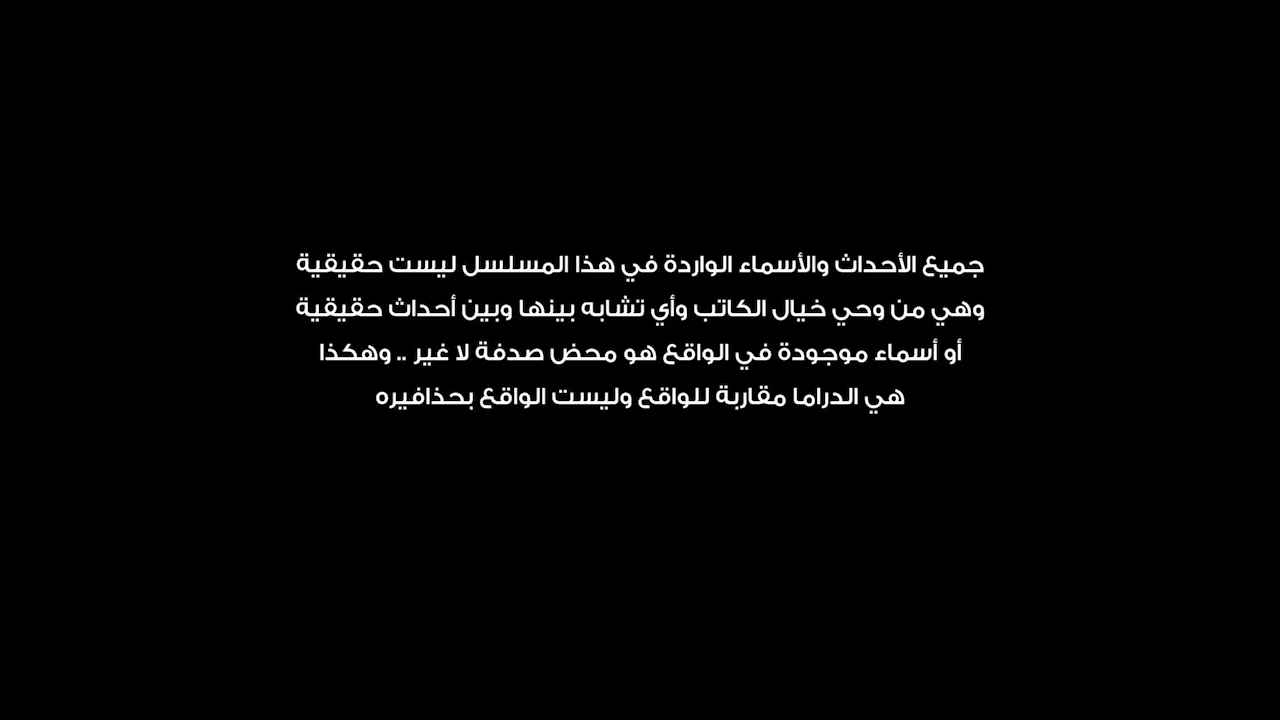 جميع الأحداث والأسماء الواردة في هذا المسلسل ليست حقيقية
وهي من وحي خيال الكاتب وأي تشابه بينها وبين أحداث حقيقية
أو أسماء موجودة في الواقع هو محض صدفة لا غير .. وهكذا
هي الدراما مقاربة للواقع وليست الواقع بحذافيره